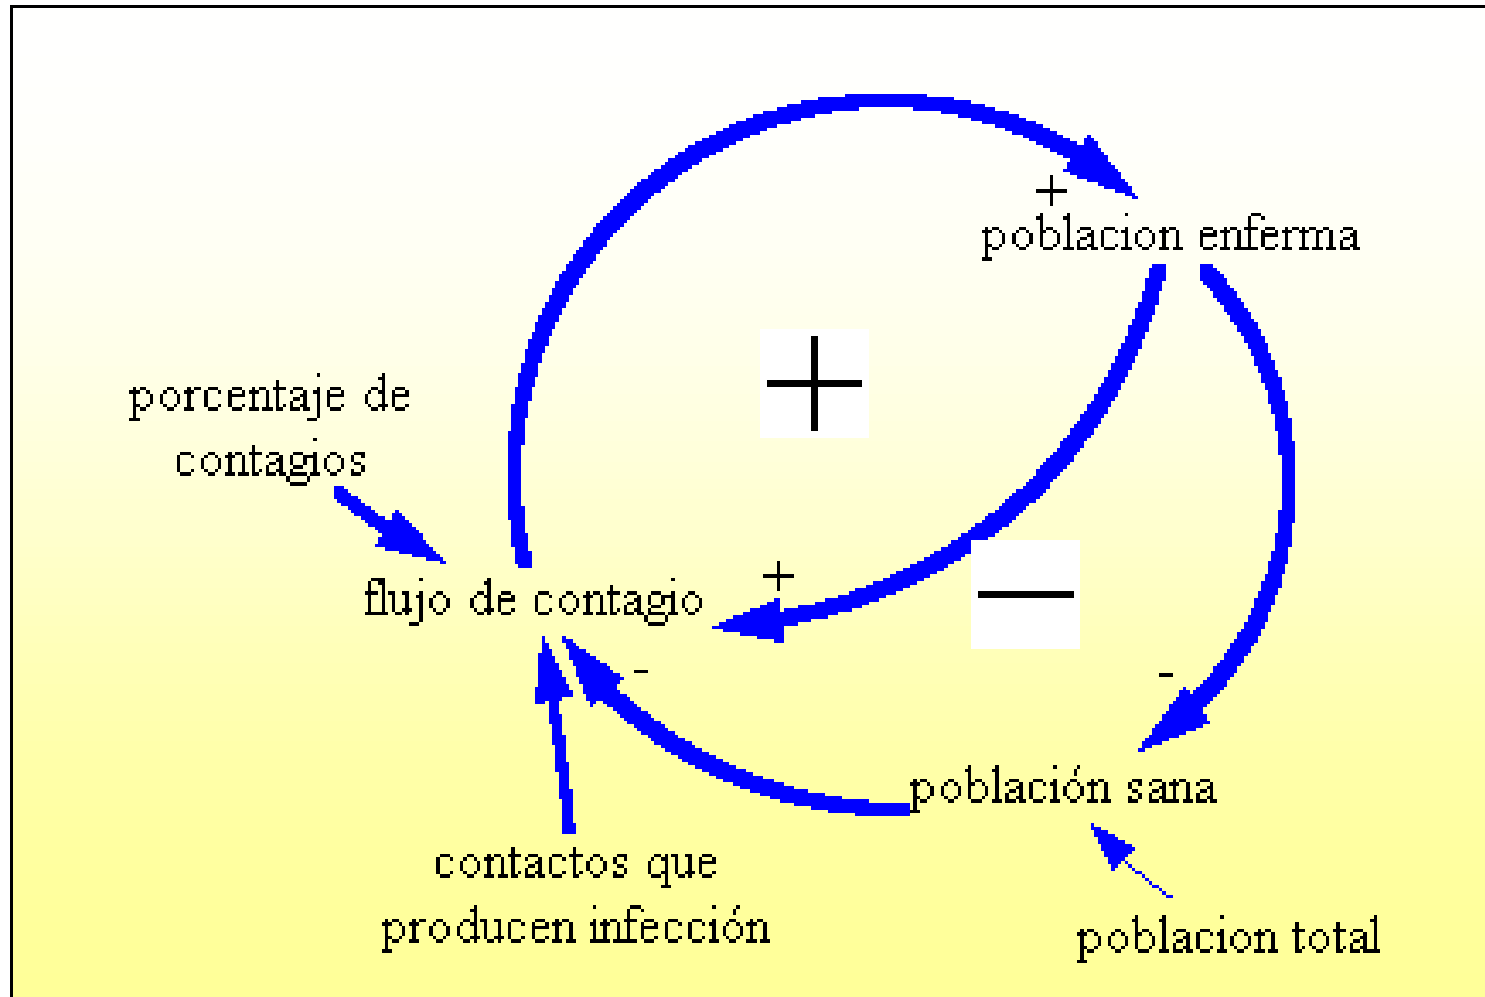 +
poblacion enferma
+
porcentaje de
contagios
+
flujo de contagio
—
-
-
población sana
contactos que
producen infección
poblacion total